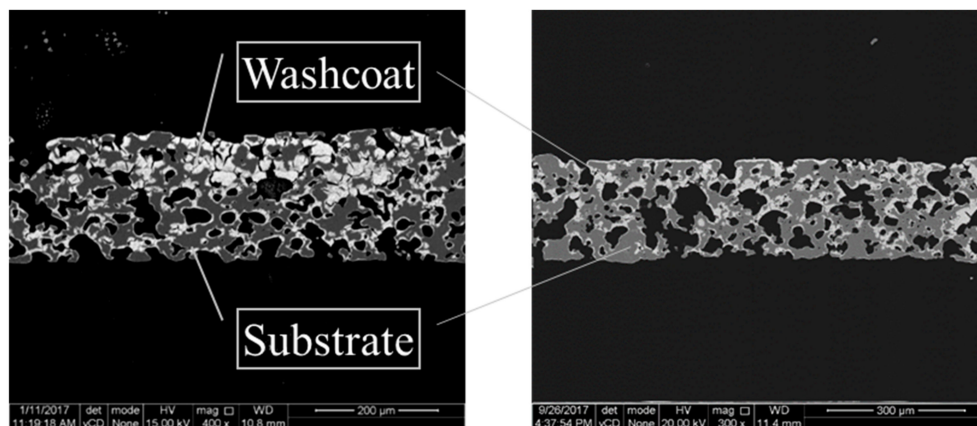 Washcoat
Substrate
1/11/2017 det mode HV mag □ WD
11:19:18 AM vCD None 15.00 kV 400 x 10.8 mm
200 µm
9/26/2017 det mode HV mag □ WD
4:37:54 PM vCD None 20.00 kV 300 x 11.4 mm
300 µm